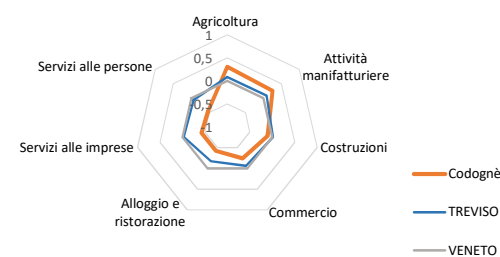 Agricoltura
1
0,5
0
-0,5
-1
Attività
manifatturiere
Costruzioni
Commercio
Alloggio e
ristorazione
Servizi alle imprese
Servizi alle persone
Codognè
TREVISO
VENETO